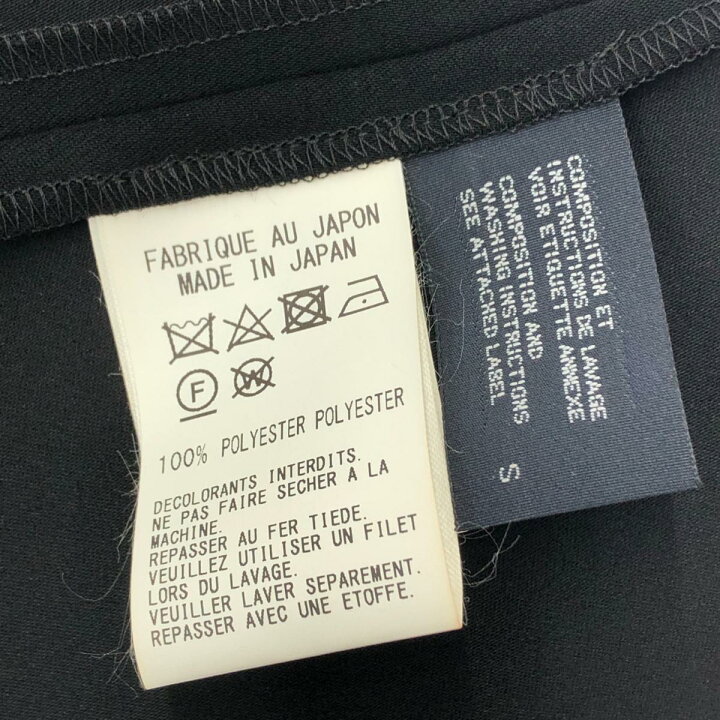 FABRIQUE AU JAPON
MADE IN JAPAN
F
W
100% POLYESTER POLYESTER
DECOLORANTS INTERDITS.
NE PAS FAIRE SECHER A LA
MACHINE.
REPASSER AU FER TIEDE.
VEUILLEZ UTILISER UN FILET
LORS DU LAVAGE.
VEUILLER LAVER SEPAREMENT.
REPASSER AVEC UNE ETOFFE.
COMPOSITION ET
INSTRUCTIONS DE LAVAGE
VOIR ETIQUETTE ANNEXE
COMPOSITION AND
WASHING INSTRUCTIONS
SEE ATTACHED LABEL
S